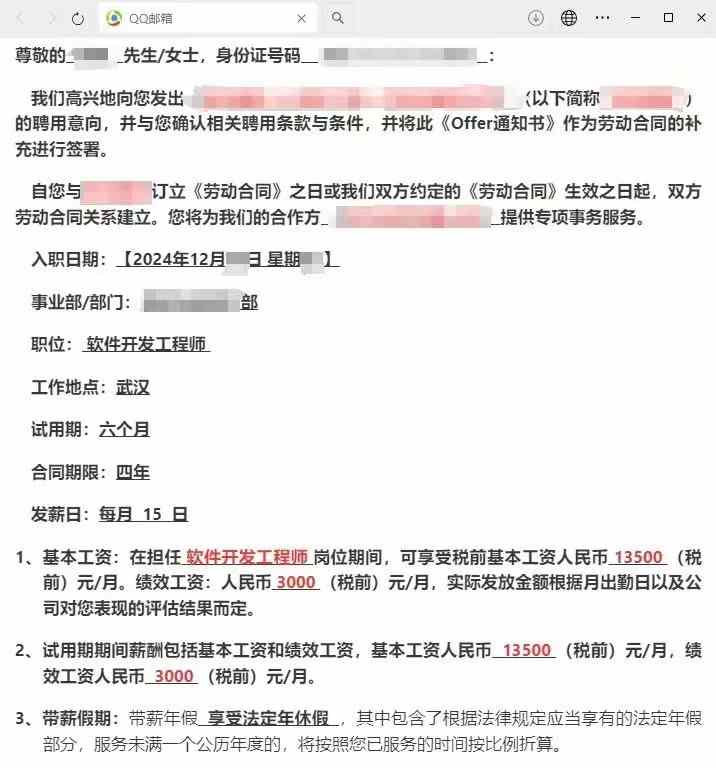 QQ邮箱
尊敬的 先生/女士，身份证号码 ：
我们高兴地向您发出 （以下简称 ）
的聘用意向，并与您确认相关聘用条款与条件，并将此《Offer通知书》作为劳动合同的补
充进行签署。
自您与 订立《劳动合同》之日或我们双方约定的《劳动合同》生效之日起，双方
劳动合同关系建立。您将为我们的合作方 提供专项事务服务。
入职日期：【2024年12月 日 星期 】
事业部/部门： 部
职位：软件开发工程师
工作地点：武汉
试用期：六个月
合同期限：四年
发薪日：每月 15 日
1、基本工资：在担任 软件开发工程师 岗位期间，可享受税前基本工资人民币 13500 （税
前）元/月。绩效工资：人民币 3000 （税前）元/月，实际发放金额根据月出勤日以及公
司对您表现的评估结果而定。
2、试用期期间薪酬包括基本工资和绩效工资，基本工资人民币 13500 （税前）元/月，绩
效工资人民币 3000 （税前）元/月。
3、带薪假期：带薪年假 享受法定年休假 ，其中包含了根据法律规定应当享有的法定年假
部分，服务未满一个公历年度的，将按照您已服务的时间按比例折算。